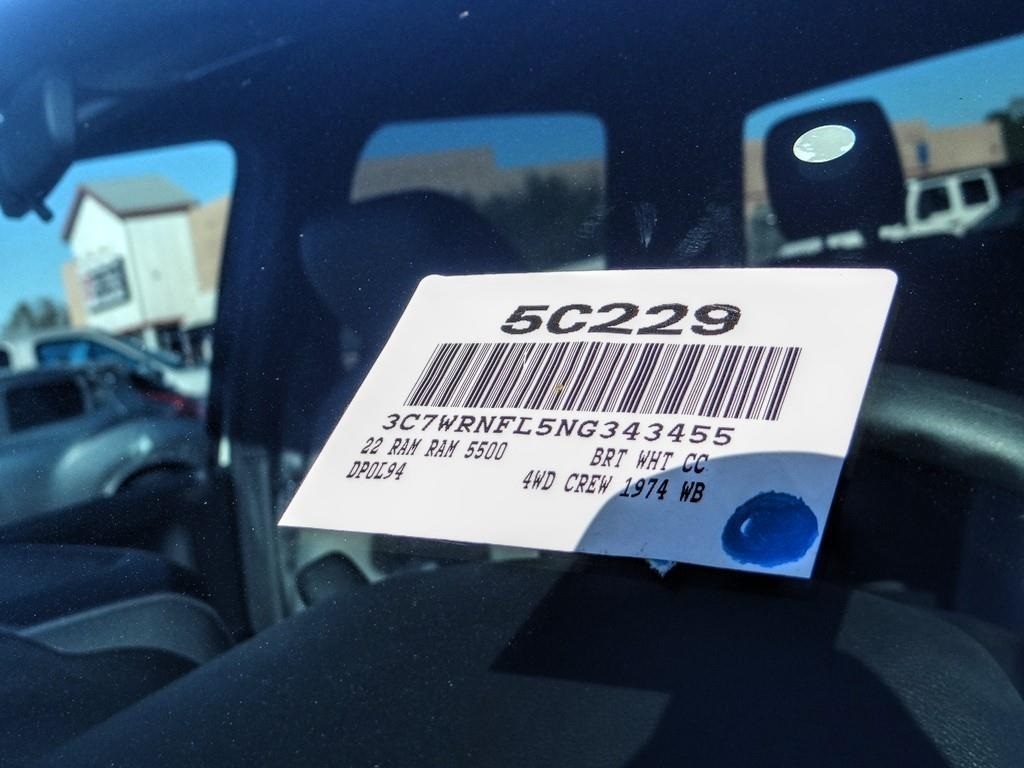 5C229
3C7WRNFL5NG343455
22 RAM RAM 5500 BRT WHT CC
DP0L94 4WD CREW 1974 WB